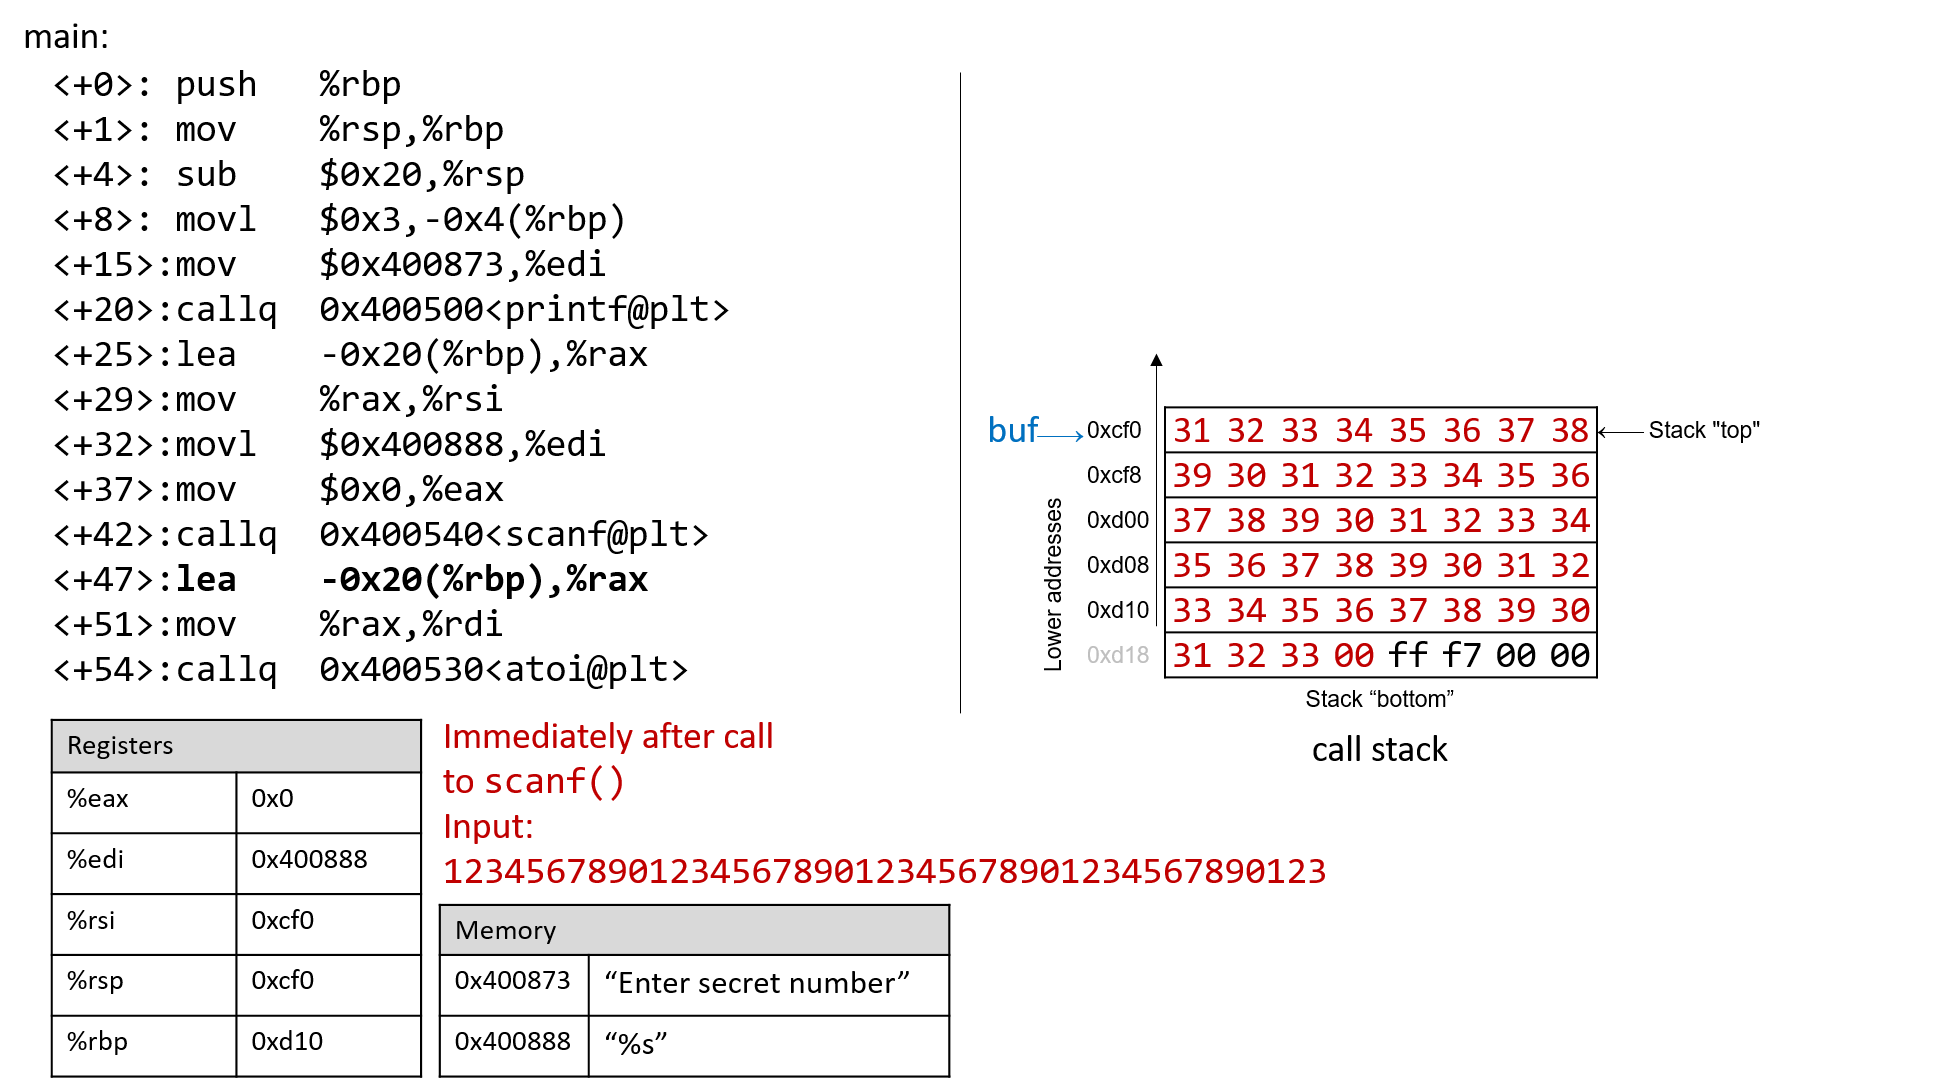 main:
<+0>: push %rbp
<+1>: mov %rsp,%rbp
<+4>: sub $0x20,%rsp
<+8>: movl $0x3,-0x4(%rbp)
<+15>:mov $0x400873,%edi
<+20>:callq 0x400500<printf@plt>
<+25>:lea -0x20(%rbp),%rax
<+29>:mov %rax,%rsi
<+32>:movl $0x400888,%edi
<+37>:mov $0x0,%eax
<+42>:callq 0x400540<scanf@plt>
<+47>:lea -0x20(%rbp),%rax
<+51>:mov %rax,%rdi
<+54>:callq 0x400530<atoi@plt>
buf 0xcf0 31 32 33 34 35 36 37 38 Stack "top"
0xcf8 39 30 31 32 33 34 35 36
0xd00 37 38 39 30 31 32 33 34
0xd08 35 36 37 38 39 30 31 32
0xd10 33 34 35 36 37 38 39 30
0xd18 31 32 33 00 ff f7 00 00
Lower addresses
Stack “bottom”
call stack
Registers
%eax 0x0
%edi 0x400888
%rsi 0xcf0
%rsp 0xcf0
%rbp 0xd10
Immediately after call
to scanf()
Input:
1234567890123456789012345678901234567890123
Memory
0x400873 “Enter secret number”
0x400888 “%s”